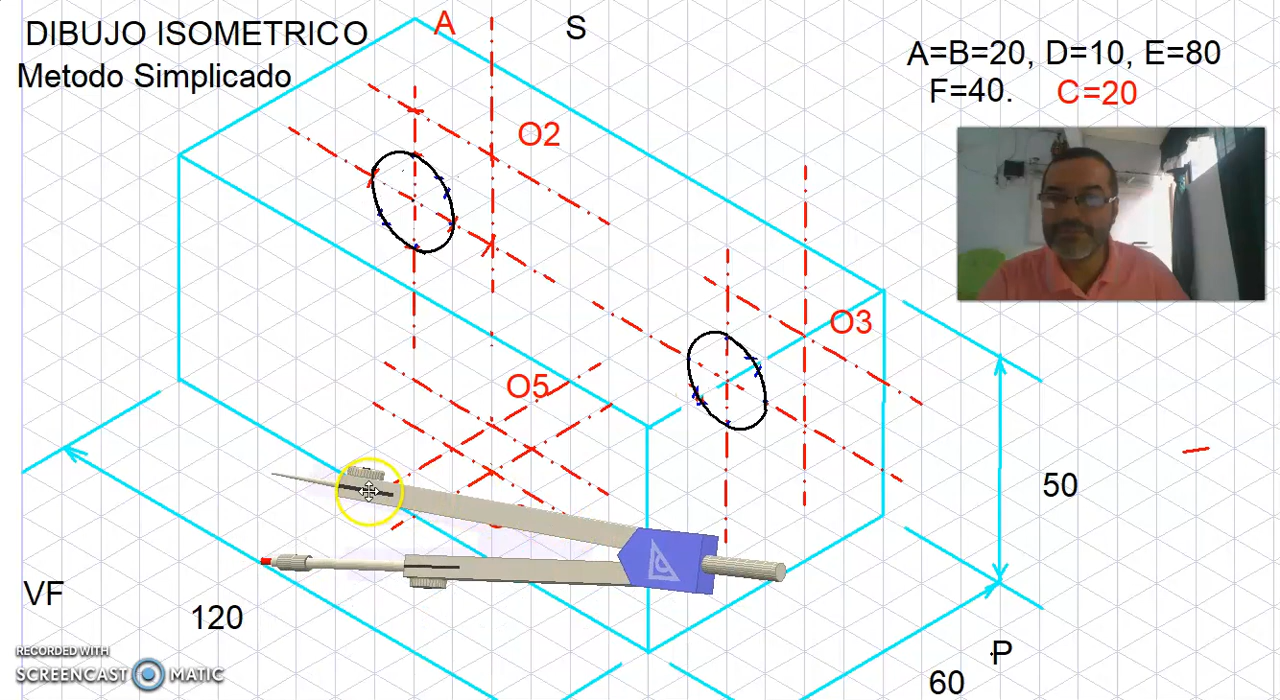 DIBUJO ISOMETRICO
Metodo Simplicado
A
S
A=B=20, D=10, E=80
F=40. C=20
O2
O3
O5
50
VF
120
P
60
RECORDED WITH
SCREENCAST MATIC